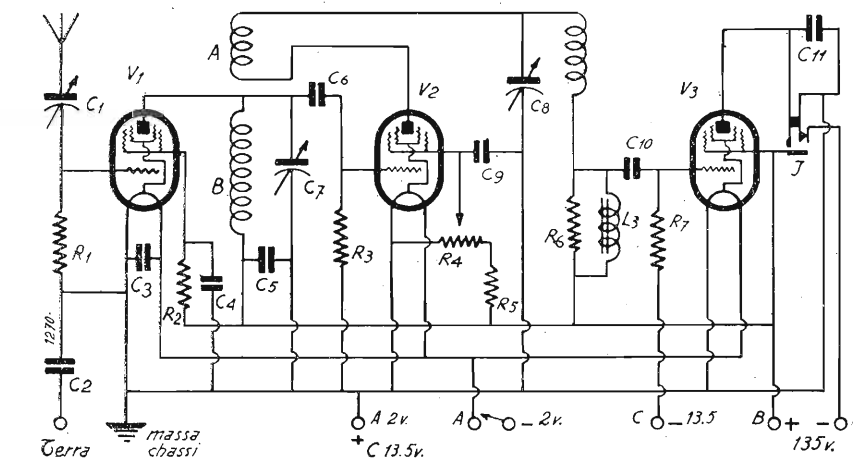 A
C11
V1
C6
V2
V3
C1
C8
C10
C9
J
B
C7
R1
R3
R4
R6
L3
R7
C3
C4
C5
R2
R5
1270
C2
A 2v.
A
- 2v.
C
- 13.5
B
+
-
Terra
massa
chassi
+
C 13.5v.
135v.